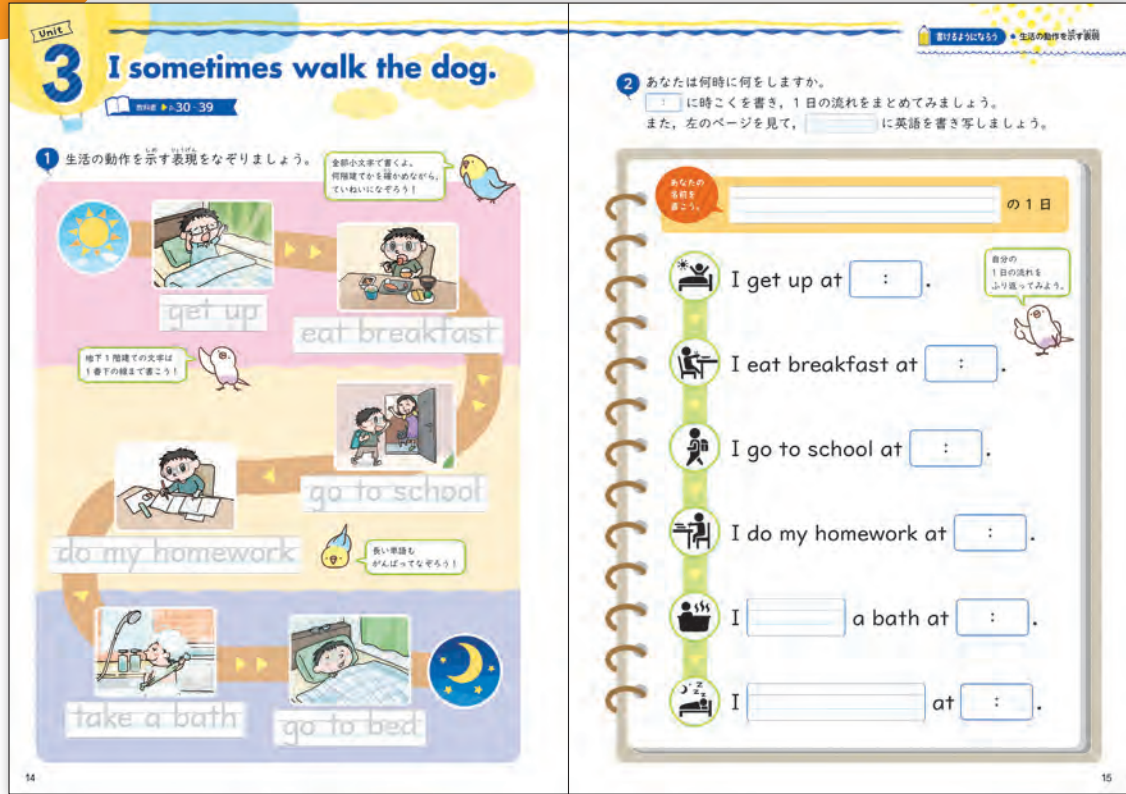 Unit
3
I sometimes walk the dog.
教科書 ▶ p.30-39
1 生活の動作を示す表現をなぞりましょう。
しめ ひょうげん
全部小文字で書くよ。
何階建てかを確かめながら,
ていねいになぞろう!
get up
eat breakfast
地下1階建ての文字は
1番下の線まで書こう!
go to school
do my homework
長い単語も
がんばってなぞろう!
take a bath
go to bed
14
書けるようになろう ● 生活の動作を示す表現
2 あなたは何時に何をしますか。
: に時こくを書き,1日の流れをまとめてみましょう。
また,左のページを見て, に英語を書き写しましょう。
あなたの
名前を
書こう。
の1日
自分の
1日の流れを
ふり返ってみよう。
I get up at : .
I eat breakfast at : .
I go to school at : .
I do my homework at : .
I a bath at : .
I at : .
15